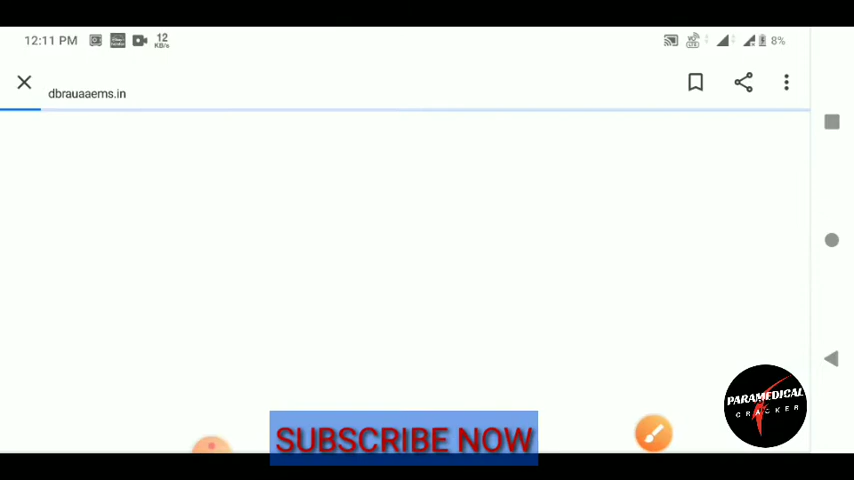 12:11 PM
12
KB/s
8%
dbrauaaems.in
PARAMEDICAL
CRACKER
SUBSCRIBE NOW